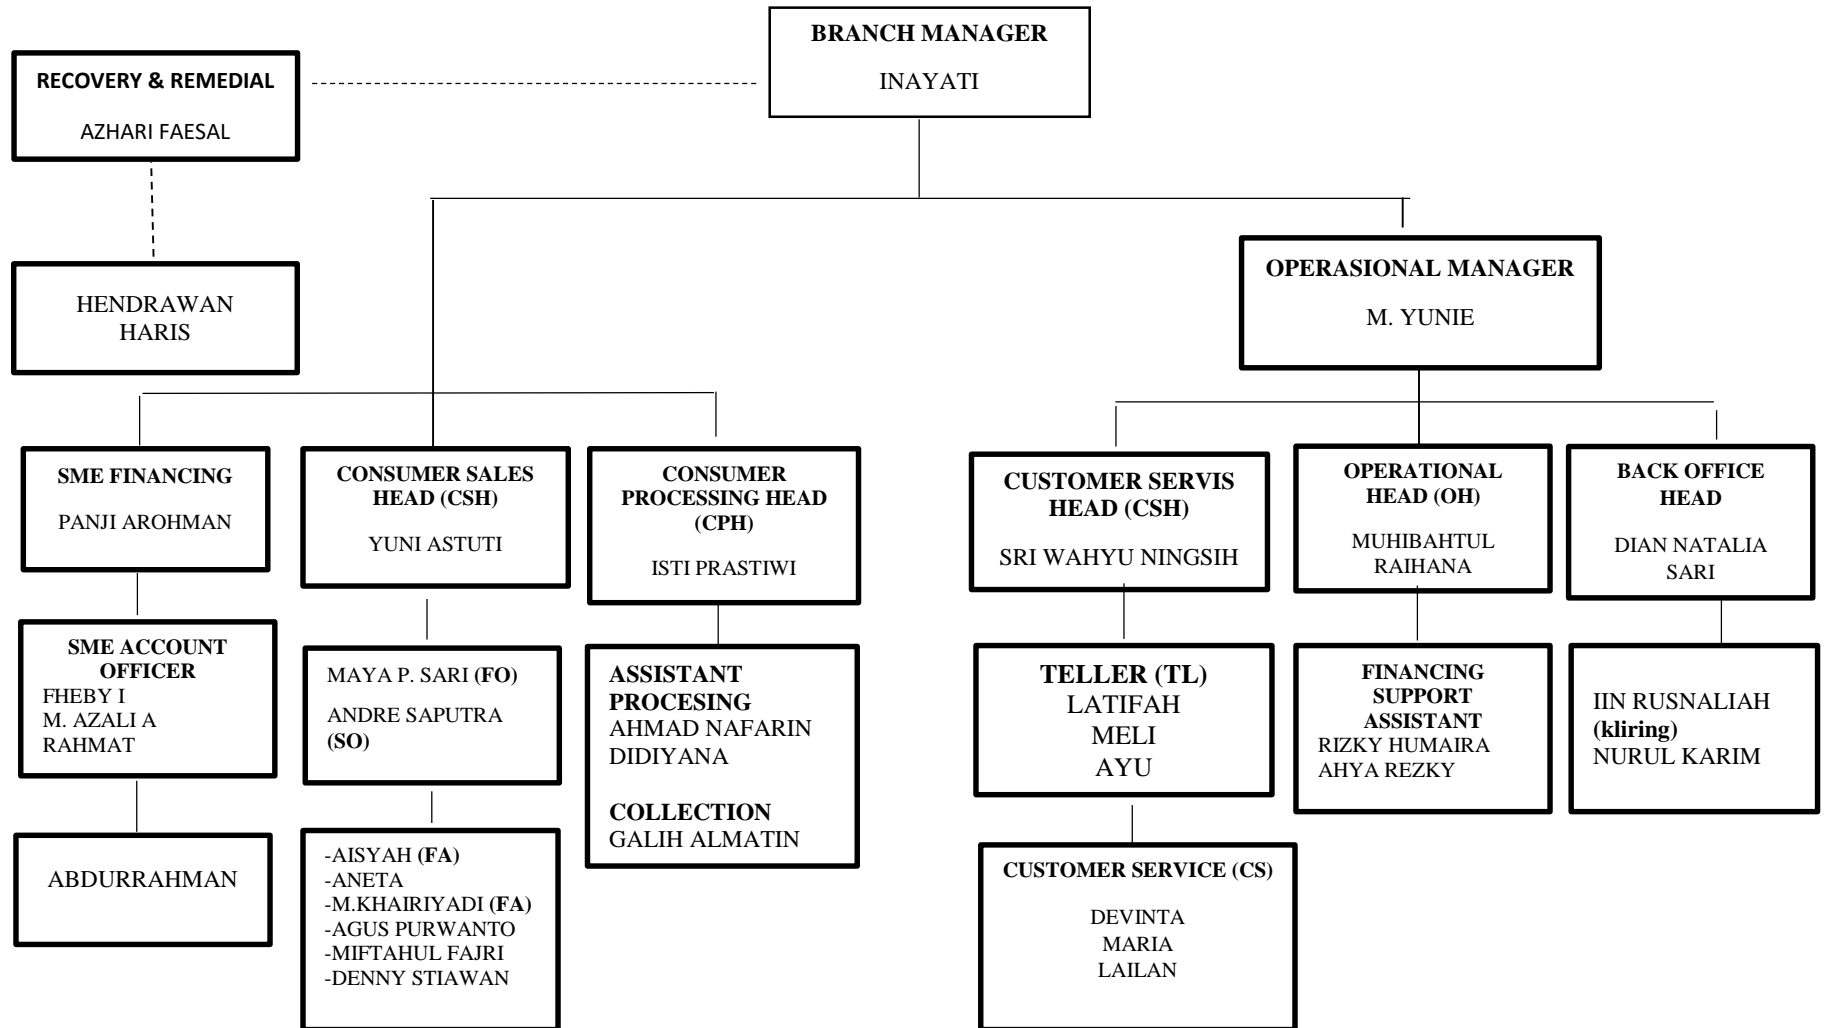 BRANCH MANAGER
INAYATI
RECOVERY & REMEDIAL
AZHARI FAESAL
HENDRAWAN
HARIS
OPERASIONAL MANAGER
M. YUNIE
SME FINANCING
PANJI AROHMAN
CONSUMER SALES
HEAD (CSH)
YUNI ASTUTI
CONSUMER
PROCESSING HEAD
(CPH)
ISTI PRASTIWI
CUSTOMER SERVIS
HEAD (CSH)
SRI WAHYU NINGSIH
OPERATIONAL
HEAD (OH)
MUHIBAHTUL
RAIHANA
BACK OFFICE
HEAD
DIAN NATALIA
SARI
SME ACCOUNT
OFFICER
FHEBY I
M. AZALI A
RAHMAT
MAYA P. SARI (FO)
ANDRE SAPUTRA
(SO)
ASSISTANT
PROCESING
AHMAD NAFARIN
DIDIYANA
COLLECTION
GALIH ALMATIN
TELLER (TL)
LATIFAH
MELI
AYU
FINANCING
SUPPORT
ASSISTANT
RIZKY HUMAIRA
AHYA REZKY
IIN RUSNALIAH
(kliring)
NURUL KARIM
ABDURRAHMAN
-AISYAH (FA)
-ANETA
-M.KHAIRIYADI (FA)
-AGUS PURWANTO
-MIFTAHUL FAJRI
-DENNY STIAWAN
CUSTOMER SERVICE (CS)
DEVINTA
MARIA
LAILAN